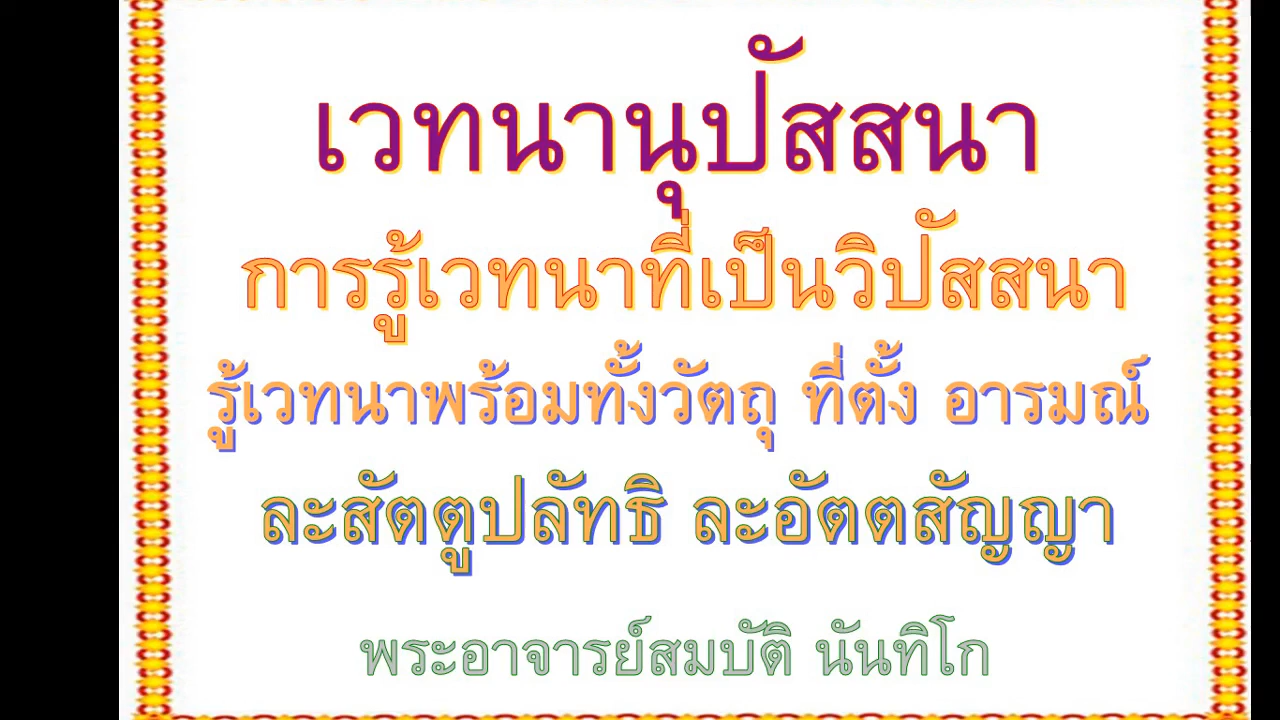 เวทนานุปัสสนา
การรู้เวทนาที่เป็นวิปัสสนา
รู้เวทนาพร้อมทั้งวัตถุ ที่ตั้ง อารมณ์
ละสัตตูปลัทธิ ละอัตตสัญญา
พระอาจารย์สมบัติ นันทิโก